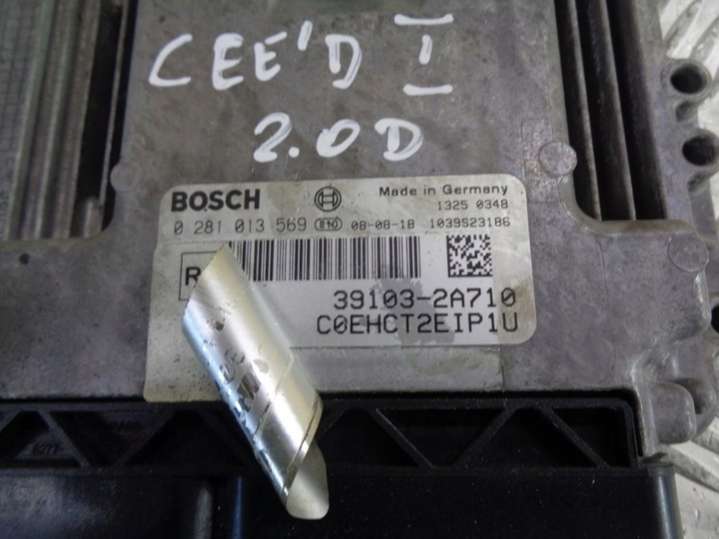 CEE'D I
2.0D
BOSCH Made in Germany
1325 0348
0 281 013 569 08-08-18 1039S23186
R
39103-2A710
C0EHCT2EIP1U